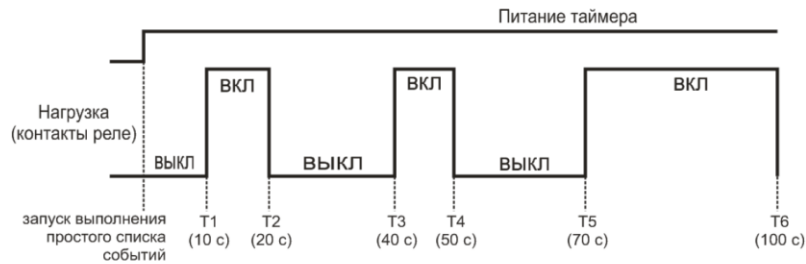 Питание таймера
Нагрузка
(контакты реле)
ВЫКЛ
ВКЛ
ВЫКЛ
ВКЛ
ВЫКЛ
ВКЛ
запуск выполнения
простого списка
событий
T1
(10 с)
T2
(20 с)
T3
(40 с)
T4
(50 с)
T5
(70 с)
T6
(100 с)